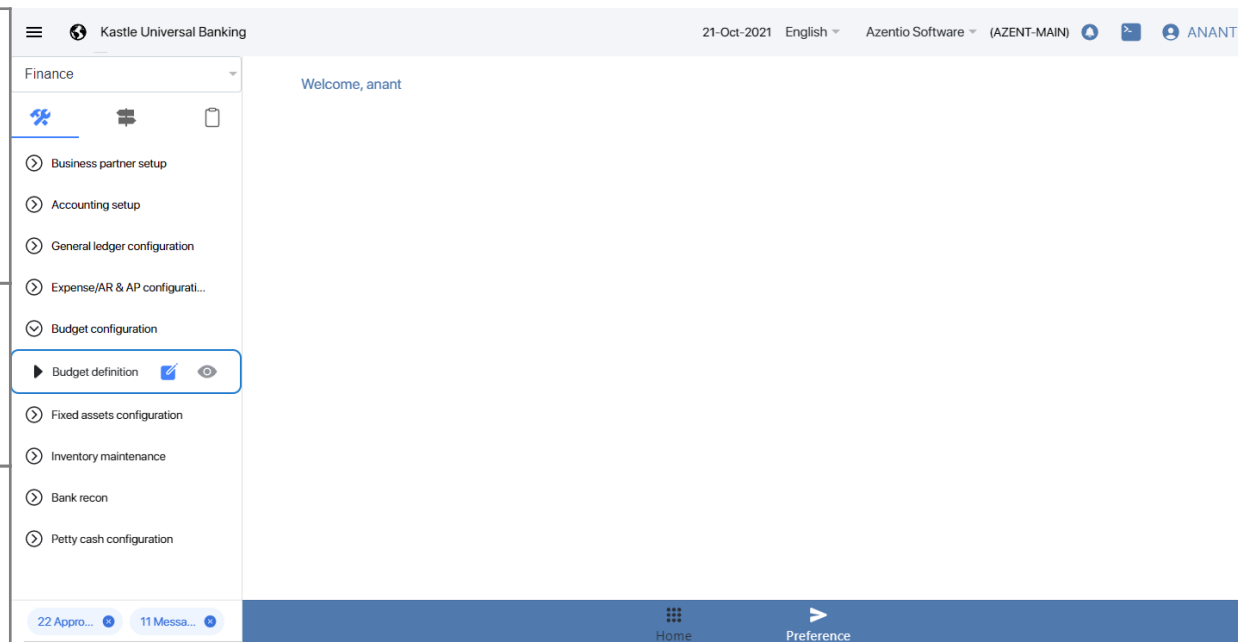 Kastle Universal Banking 21-Oct-2021 English Azentio Software (AZENT-MAIN) ANANT
Finance
Welcome, anant
Business partner setup
Accounting setup
General ledger configuration
Expense/AR & AP configurati...
Budget configuration
Budget definition
Fixed assets configuration
Inventory maintenance
Bank recon
Petty cash configuration
22 Appro... 11 Messa...
Home Preference